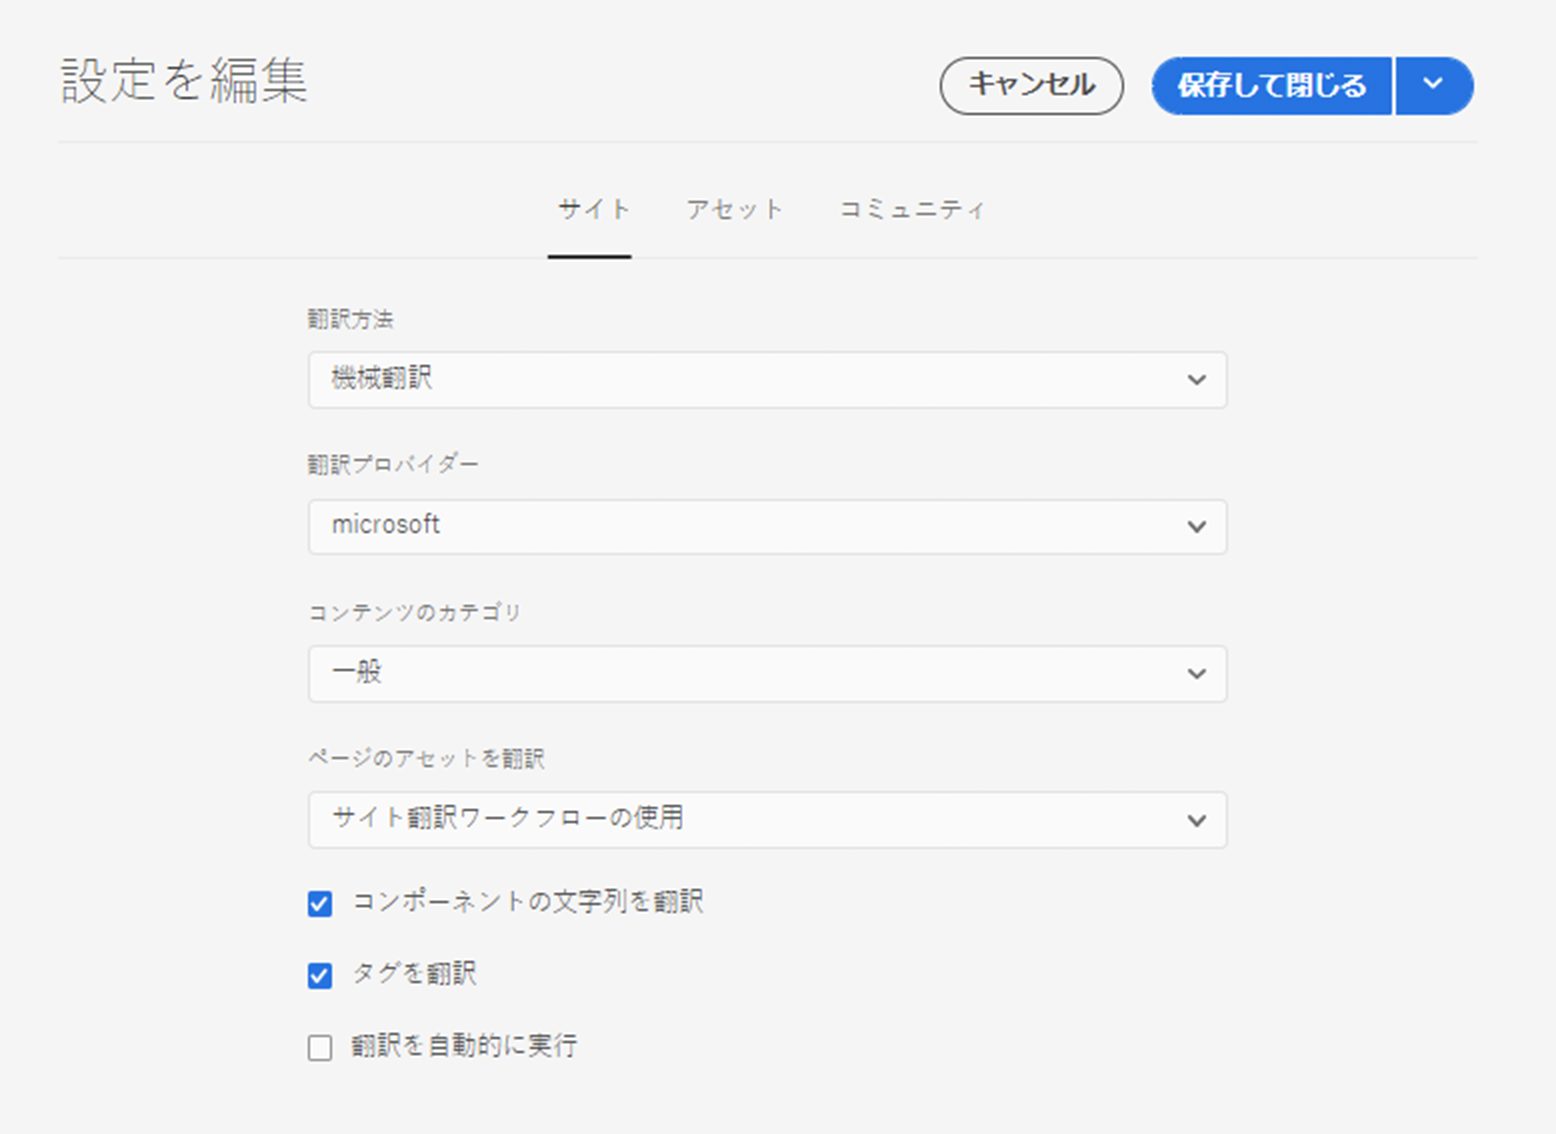 設定を編集
キャンセル
保存して閉じる
サイト
アセット
コミュニティ
翻訳方法
機械翻訳
翻訳プロバイダー
microsoft
コンテンツのカテゴリ
一般
ページのアセットを翻訳
サイト翻訳ワークフローの使用
コンポーネントの文字列を翻訳
タグを翻訳
翻訳を自動的に実行